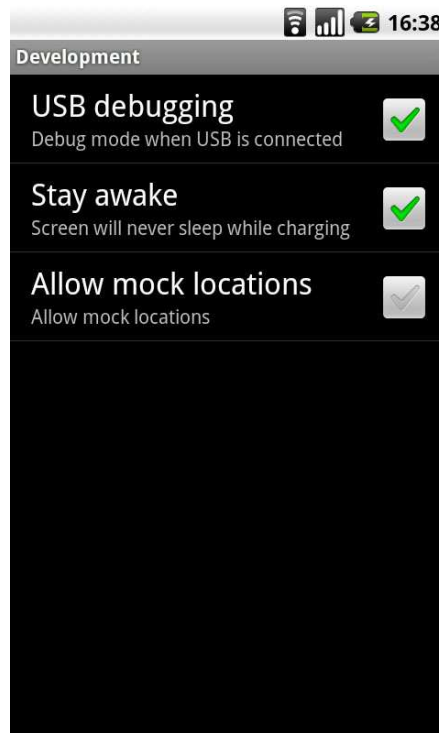 16:38
Development
USB debugging
Debug mode when USB is connected
Stay awake
Screen will never sleep while charging
Allow mock locations
Allow mock locations